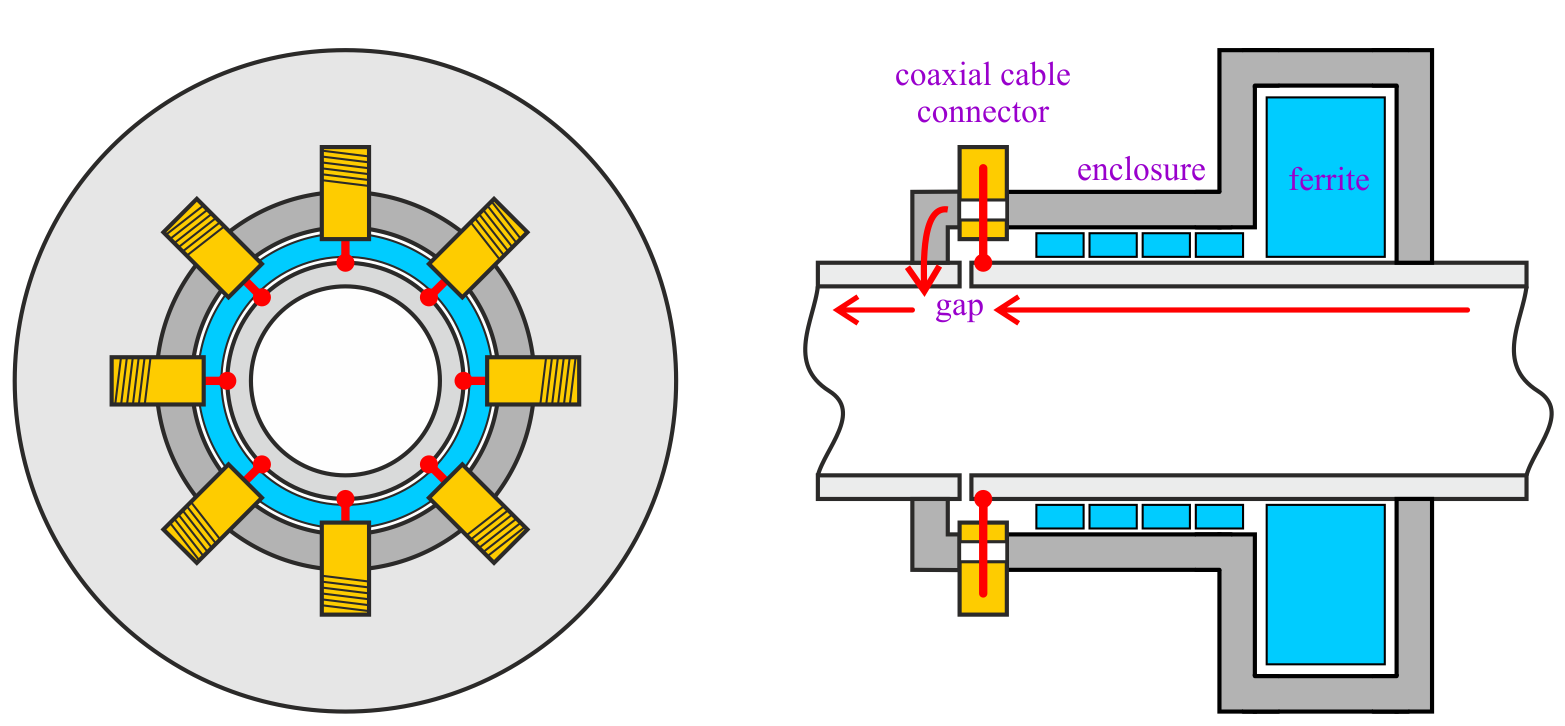 coaxial cable
connector
enclosure
ferrite
gap